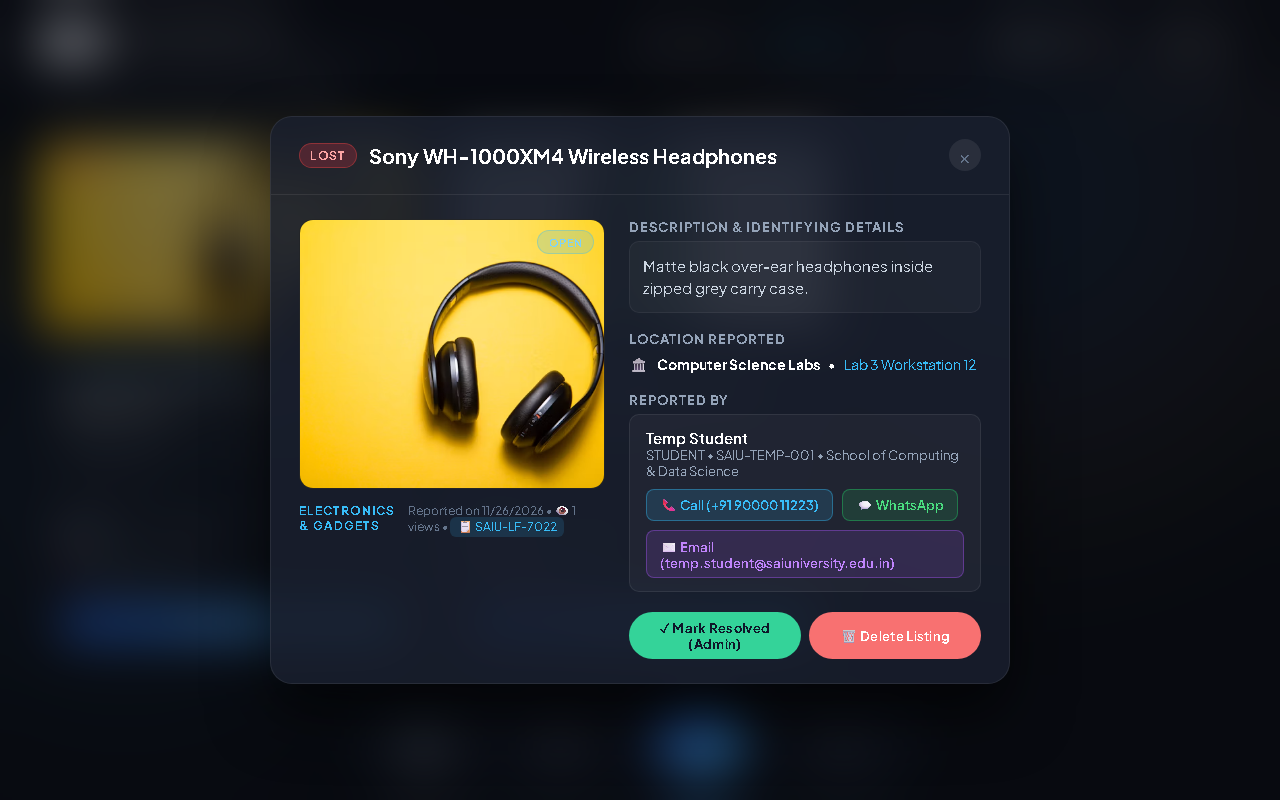 LOST
Sony WH-1000XM4 Wireless Headphones
×
OPEN
ELECTRONICS
& GADGETS
Reported on 11/26/2026 • 👁️ 1
views • 📋 SAIU-LF-7022
DESCRIPTION & IDENTIFYING DETAILS
Matte black over-ear headphones inside
zipped grey carry case.
LOCATION REPORTED
🏛️ Computer Science Labs • Lab 3 Workstation 12
REPORTED BY
Temp Student
STUDENT • SAIU-TEMP-001 • School of Computing
& Data Science
📞 Call (+91 9000011223)
💬 WhatsApp
✉️ Email
(temp.student@saiuniversity.edu.in)
✓ Mark Resolved
(Admin)
🗑️ Delete Listing